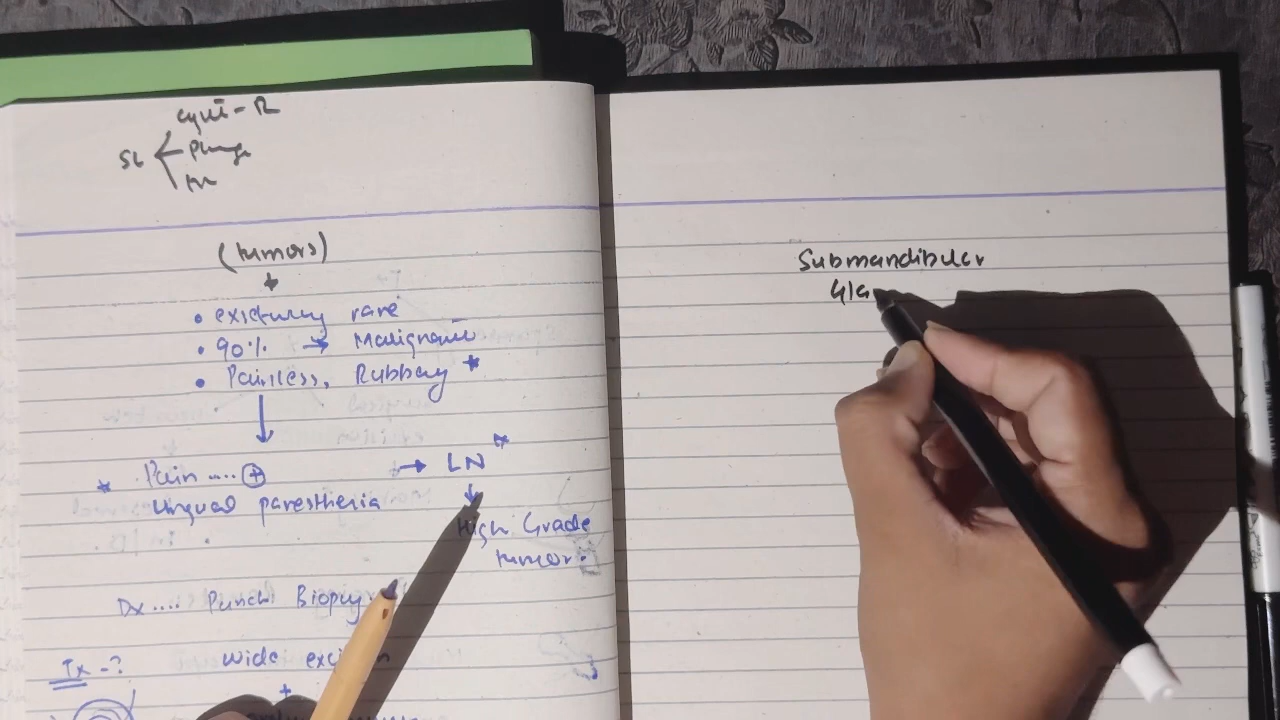 SL
Plunge
(tumors)
• rare
• 90% → Malignant
• Painless, Rubbery *
* Pain .... + → LN *
Lingual paresthesia
High Grade
tumor.
Dx .... Punch Biopsy
Tx -? wide excision
+
Submandibular
Gla